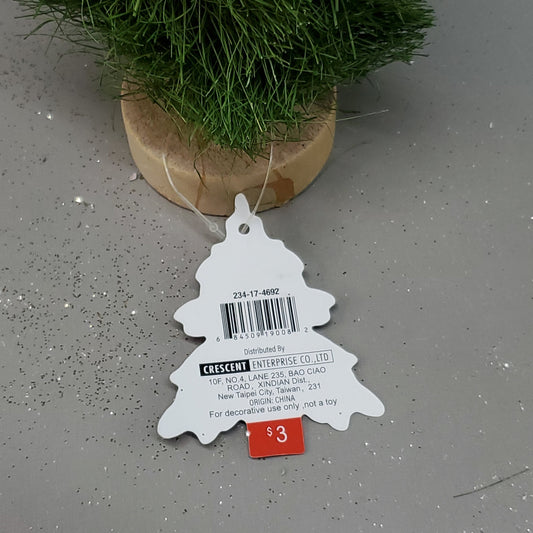 234-17-4692
6 84509 19008 2
Distributed By
CRESCENT ENTERPRISE CO.,LTD
10F, NO.4, LANE 235, BAO CIAO
ROAD, XINDIAN Dist.,
New Taipei City, Taiwan, 231
ORIGIN: CHINA
For decorative use only ,not a toy
$3